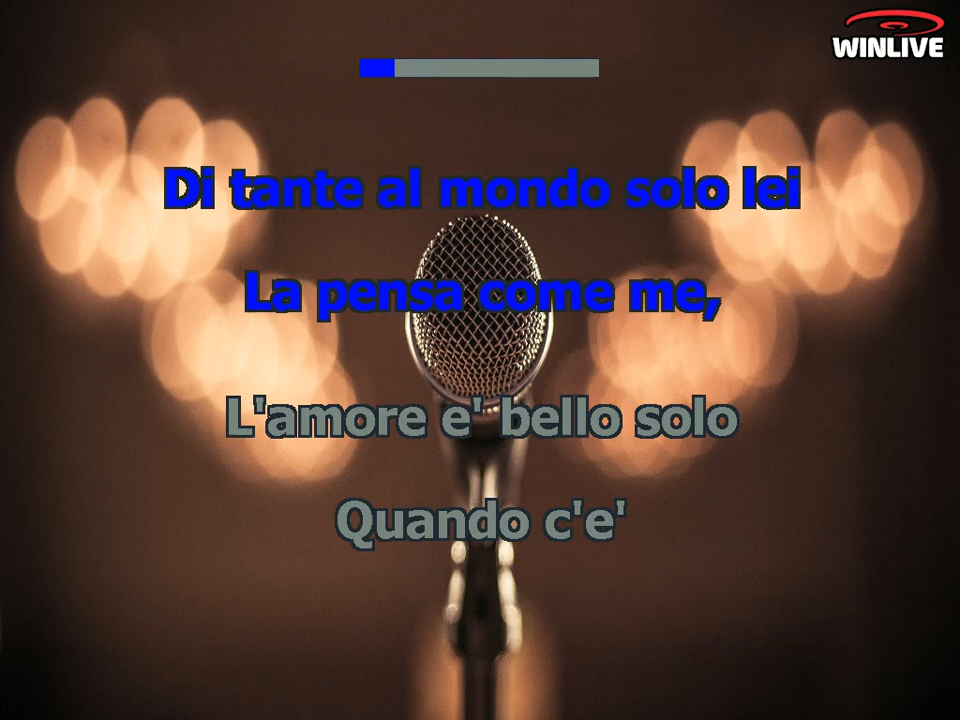 WINLIVE
Di tante al mondo solo lei
La pensa come me,
L'amore e' bello solo
Quando c'e'